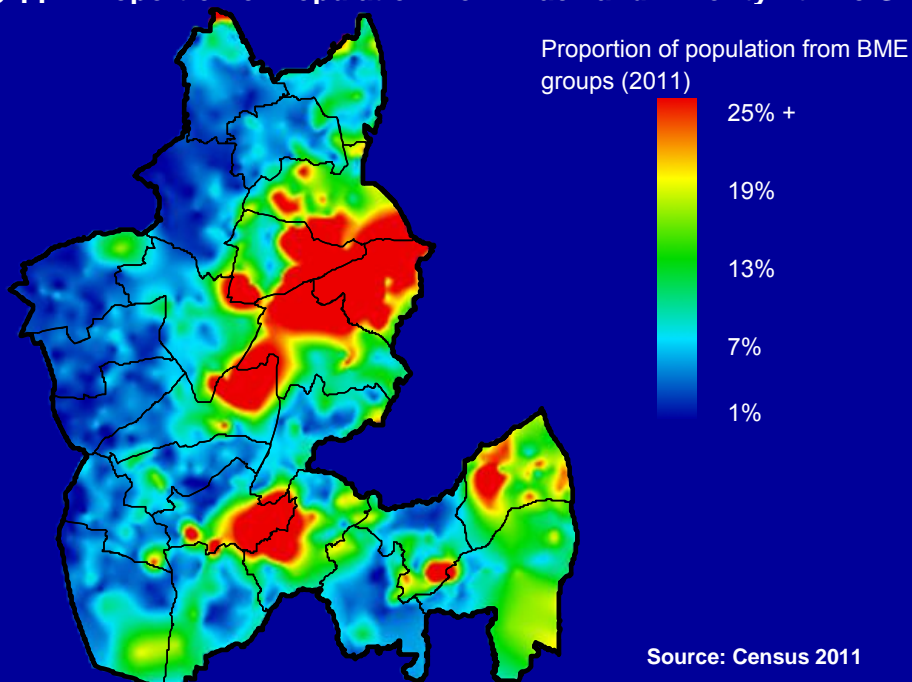 Proportion of population from BME
groups (2011)
25% +
19%
13%
7%
1%
Source: Census 2011